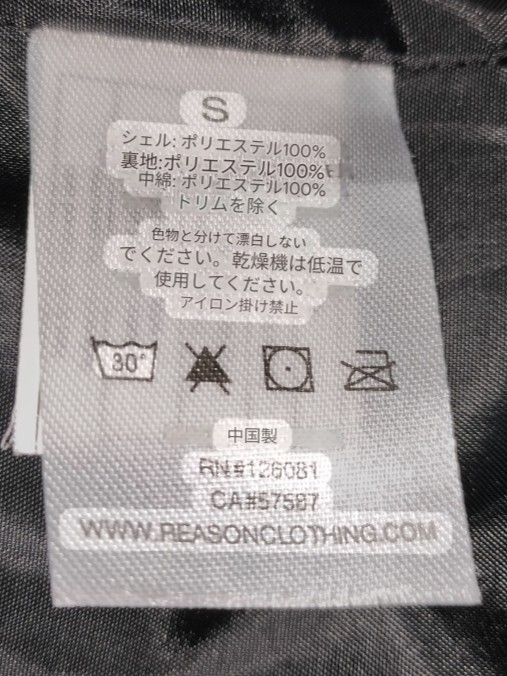 S
シェル: ポリエステル100%
裏地:ポリエステル100%
中綿: ポリエステル100%
トリムを除く
色物と分けて漂白しない
でください。乾燥機は低温で
使用してください。
アイロン掛け禁止
30°
中国製
RN#126081
CA#57587
WWW.REASONCLOTHING.COM